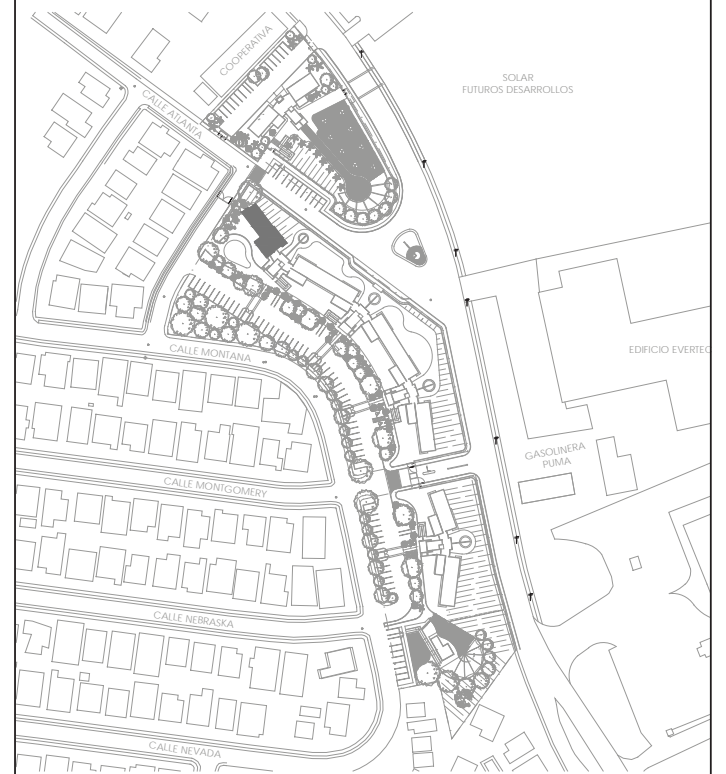 COOPERATIVA
SOLAR
FUTUROS DESARROLLOS
CALLE ATLANTA
EDIFICIO EVERTEC
CALLE MONTANA
GASOLINERA
PUMA
CALLE MONTGOMERY
CALLE NEBRASKA
CALLE NEVADA